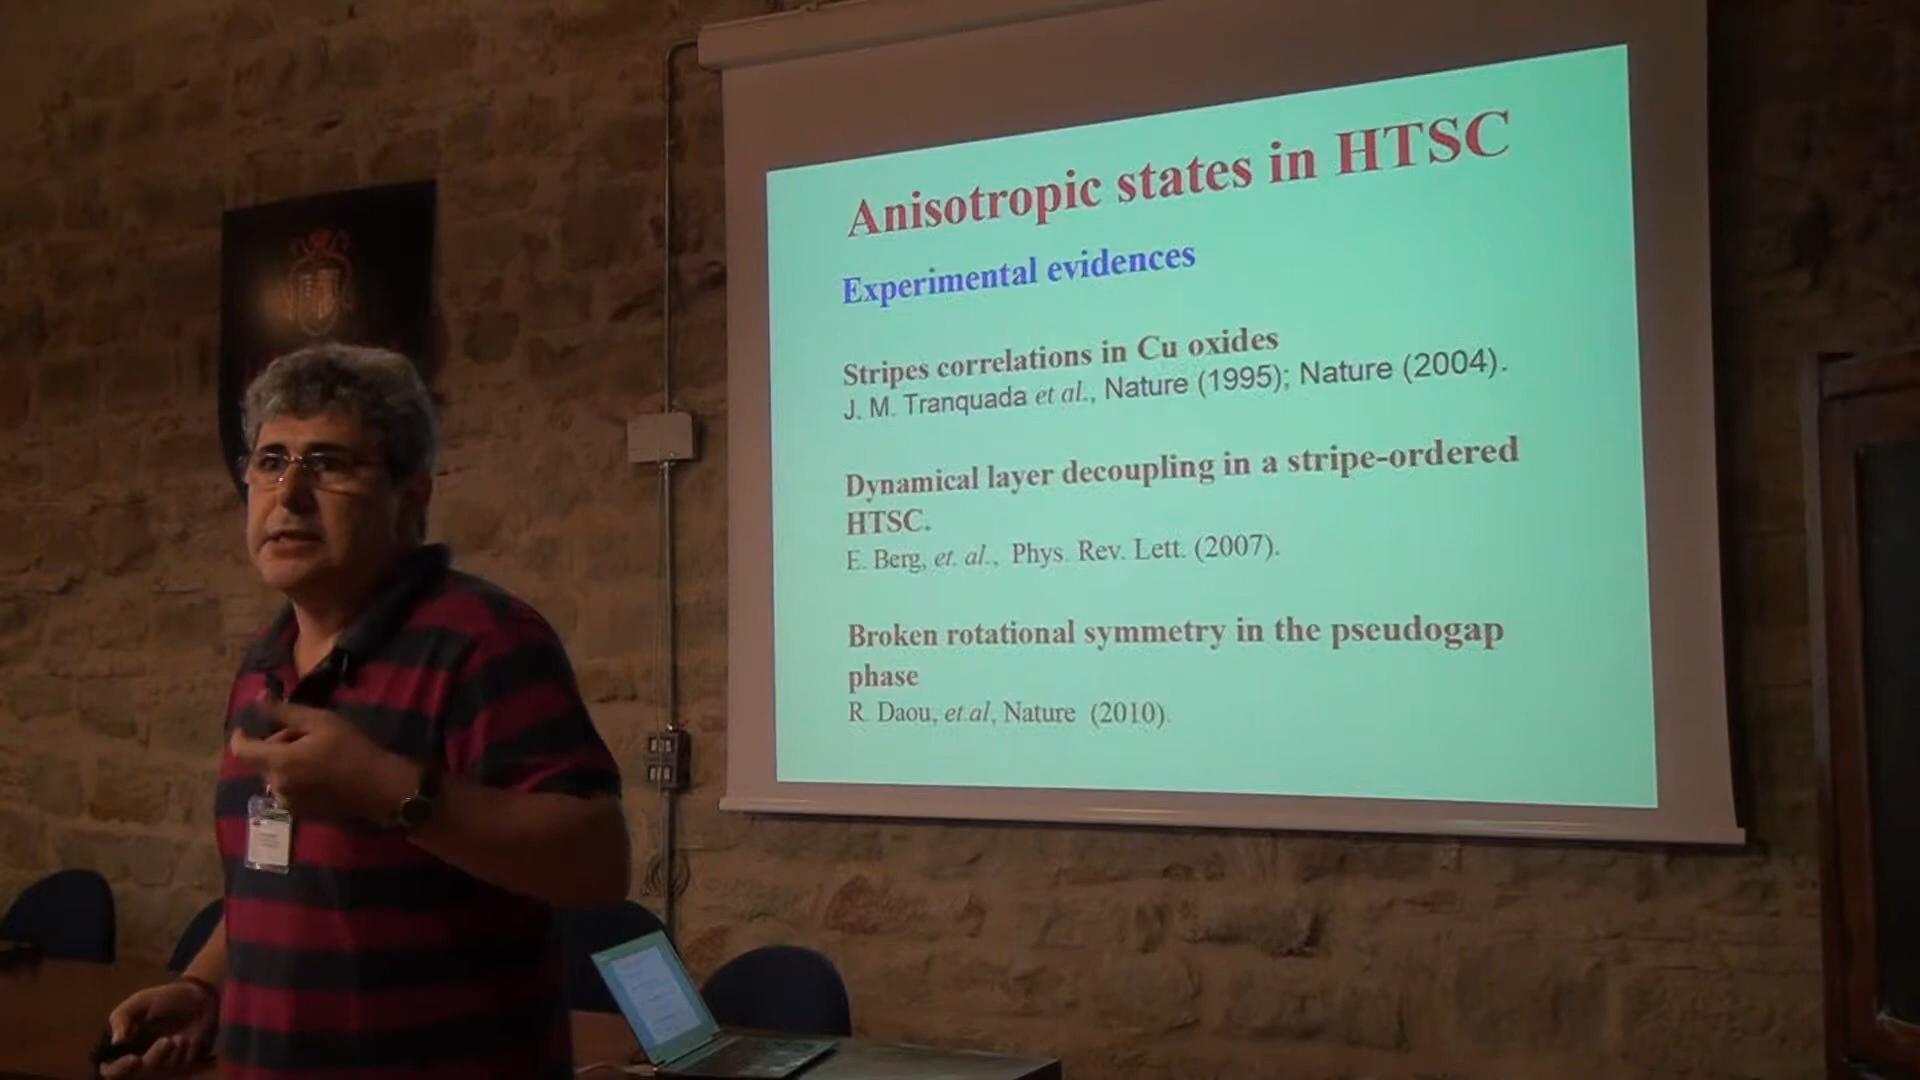 Anisotropic states in HTSC
Experimental evidences
Stripes correlations in Cu oxides
J. M. Tranquada et al., Nature (1995); Nature (2004).
Dynamical layer decoupling in a stripe-ordered
HTSC.
E. Berg, et. al., Phys. Rev. Lett. (2007).
Broken rotational symmetry in the pseudogap
phase
R. Daou, et.al, Nature (2010).